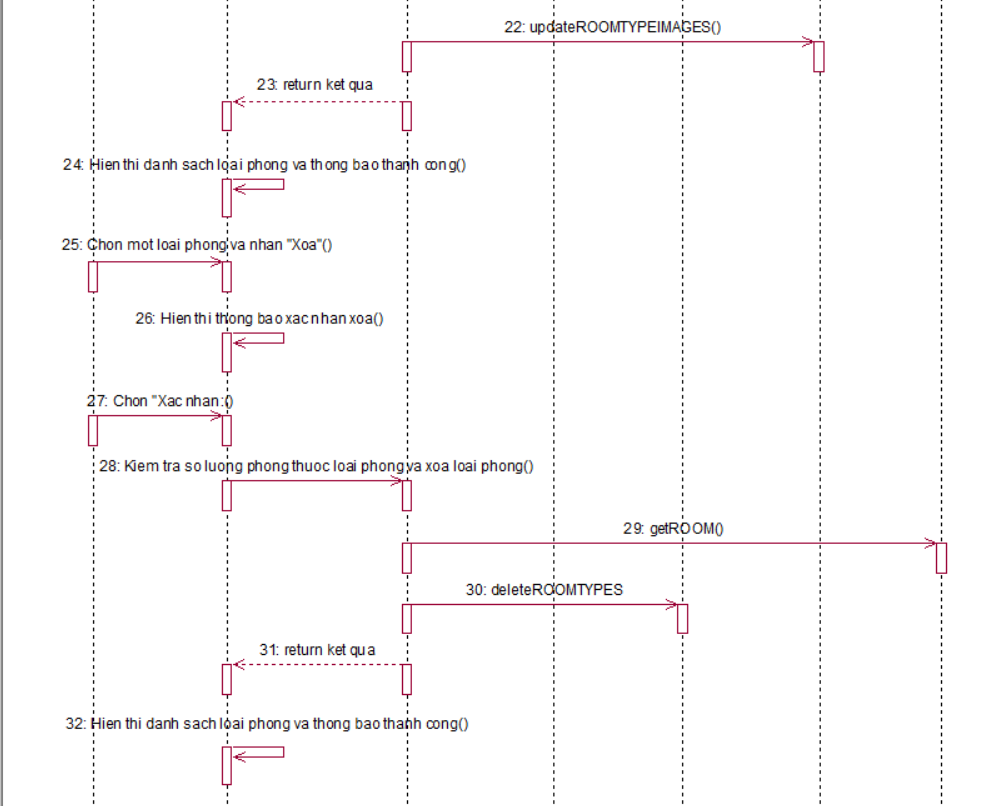 22: updateROOMTYPEIMAGES()
23: return ket qua
24: Hien thi danh sach loai phong va thong bao thanh cong()
25: Chon mot loai phong va nhan "Xoa"()
26: Hien thi thong bao xac nhan xoa()
27: Chon "Xac nhan:()
28: Kiem tra so luong phong thuoc loai phong va xoa loai phong()
29: getROOM()
30: deleteROOMTYPES
31: return ket qua
32: Hien thi danh sach loai phong va thong bao thanh cong()